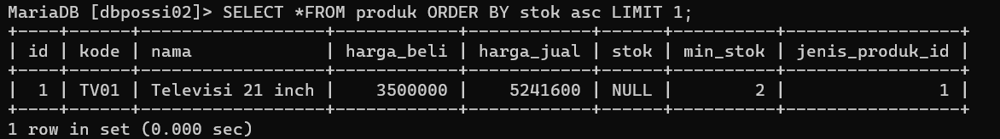 MariaDB [dbpossi02]> SELECT *FROM produk ORDER BY stok asc LIMIT 1;
+----+------+------------------+------------+------------+------+----------+-----------------+
| id | kode | nama             | harga_beli | harga_jual | stok | min_stok | jenis_produk_id |
+----+------+------------------+------------+------------+------+----------+-----------------+
|  1 | TV01 | Televisi 21 inch |    3500000 |    5241600 | NULL |        2 |               1 |
+----+------+------------------+------------+------------+------+----------+-----------------+
1 row in set (0.000 sec)